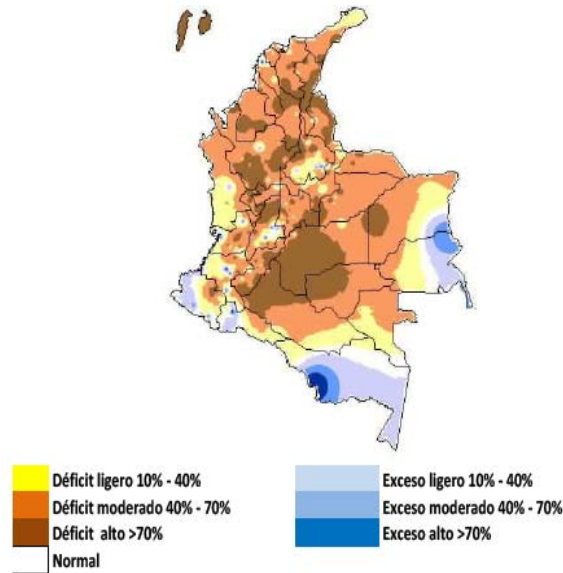 Déficit ligero 10% - 40%
Déficit moderado 40% - 70%
Déficit alto >70%
Normal
Exceso ligero 10% - 40%
Exceso moderado 40% - 70%
Exceso alto >70%